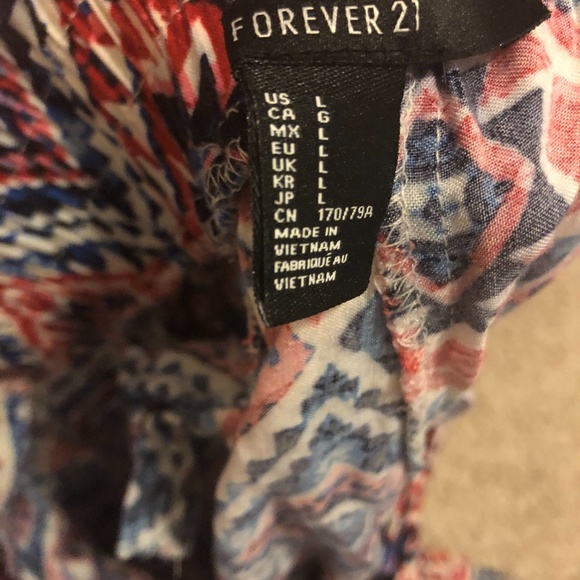 FOREVER 21
US L
CA G
MX L
EU L
UK L
KR L
JP L
CN 170/79A
MADE IN
VIETNAM
FABRIQUÉ AU
VIETNAM